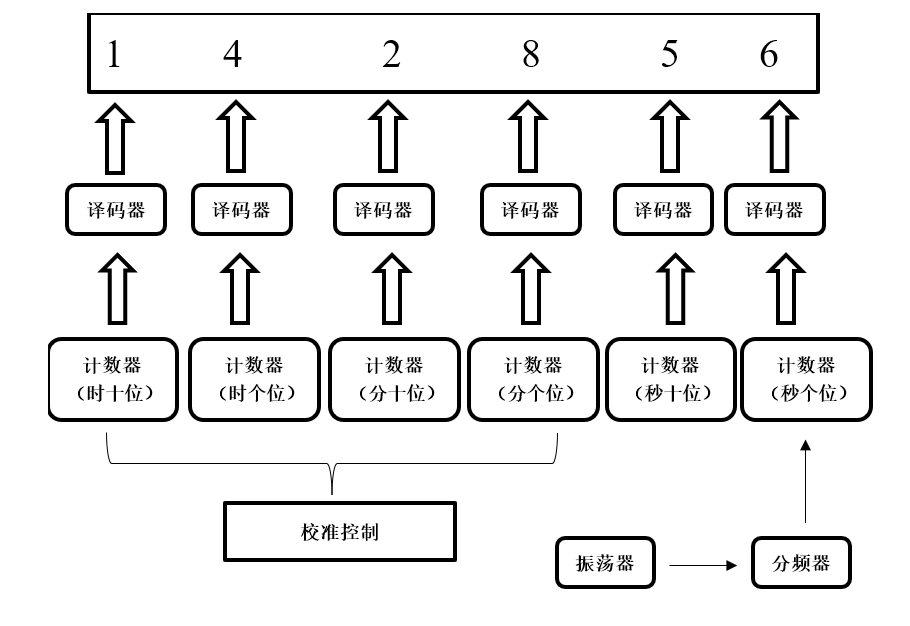 1 4 2 8 5 6
译码器 译码器 译码器 译码器 译码器 译码器
计数器 计数器 计数器 计数器 计数器 计数器
（时十位） （时个位） （分十位） （分个位） （秒十位） （秒个位）
校准控制
振荡器 分频器